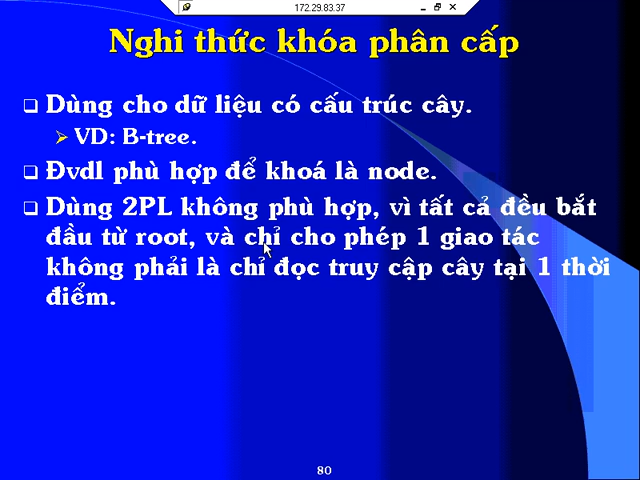 172.29.83.37
Nghi thức khóa phân cấp
Dùng cho dữ liệu có cấu trúc cây.
VD: B-tree.
Đvdl phù hợp để khoá là node.
Dùng 2PL không phù hợp, vì tất cả đều bắt
đầu từ root, và chỉ cho phép 1 giao tác
không phải là chỉ đọc truy cập cây tại 1 thời
điểm.
80